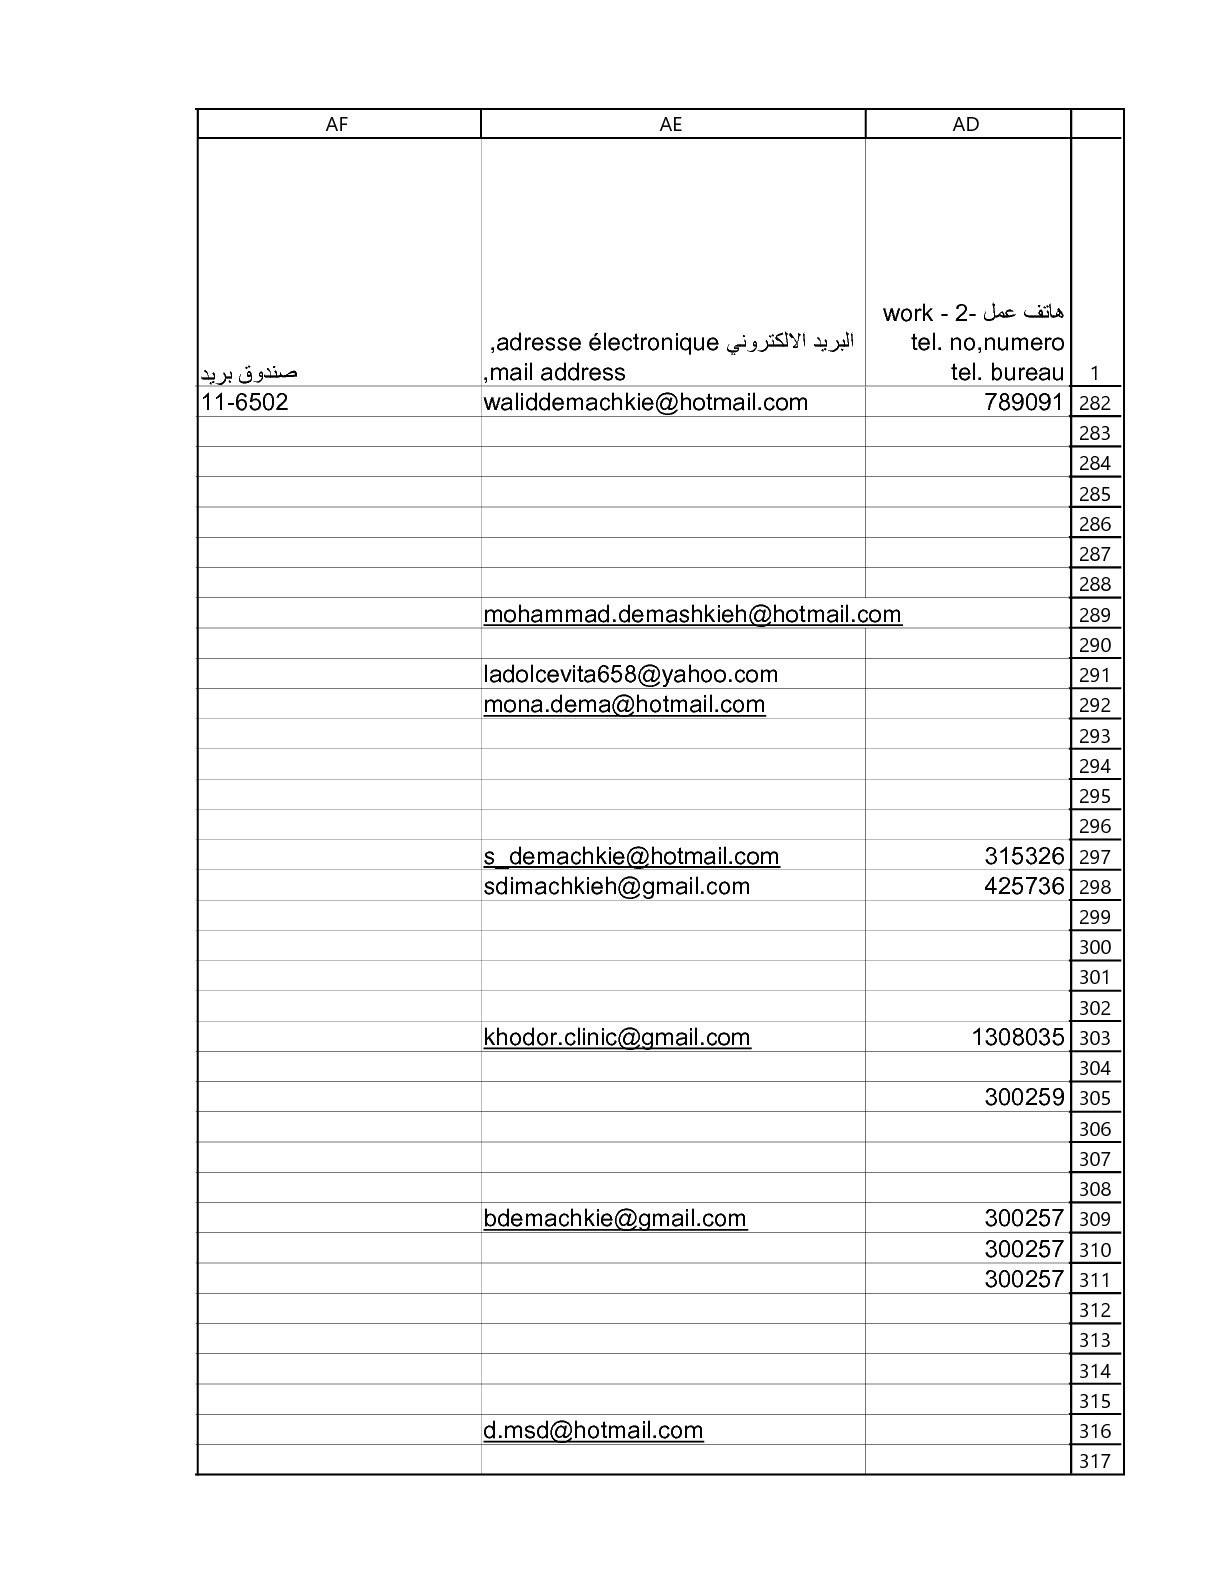 AF AE AD
هاتف عمل -2 - work
tel. no,numero
tel. bureau
البريد الالكتروني adresse électronique,
mail address,
صندوق بريد
1
11-6502 waliddemachkie@hotmail.com 789091 282
283
284
285
286
287
288
mohammad.demashkieh@hotmail.com 289
290
ladolcevita658@yahoo.com 291
mona.dema@hotmail.com 292
293
294
295
296
s_demachkie@hotmail.com 315326 297
sdimachkieh@gmail.com 425736 298
299
300
301
302
khodor.clinic@gmail.com 1308035 303
304
300259 305
306
307
308
bdemachkie@gmail.com 300257 309
300257 310
300257 311
312
313
314
315
d.msd@hotmail.com 316
317